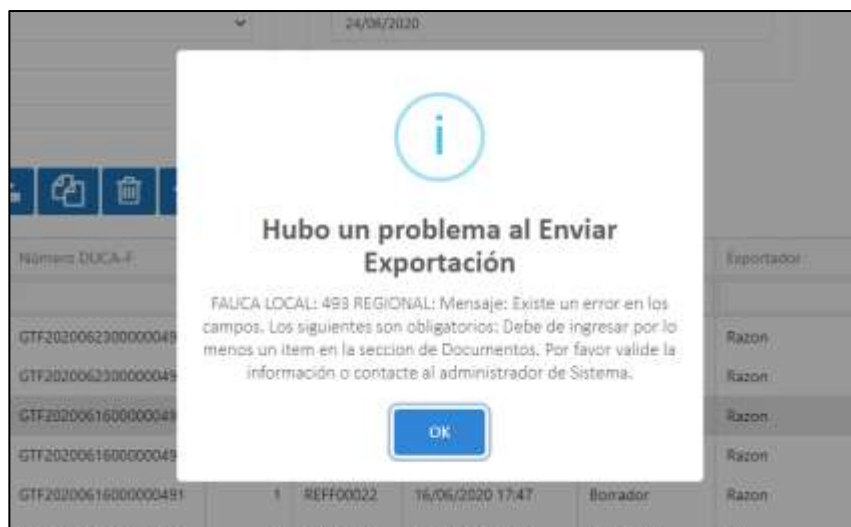 24/06/2020
i
Hubo un problema al Enviar
Exportación
FAUCA LOCAL: 493 REGIONAL: Mensaje: Existe un error en los
campos. Los siguientes son obligatorios: Debe de ingresar por lo
menos un item en la seccion de Documentos. Por favor valide la
información o contacte al administrador de Sistema.
OK
Número DUCA-F Exportador
GTF2020062300000049 Razon
GTF2020062300000049 Razon
GTF2020061600000049 Razon
GTF2020061600000049 Razon
GTF20200616000000491 1 REFF00022 16/06/2020 17:47 Borrador Razon